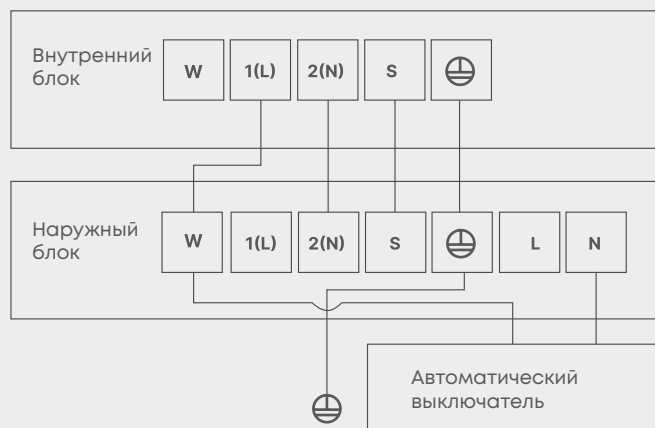 Внутренний
блок
W 1(L) 2(N) S
Наружный
блок
W 1(L) 2(N) S L N
Автоматический
выключатель